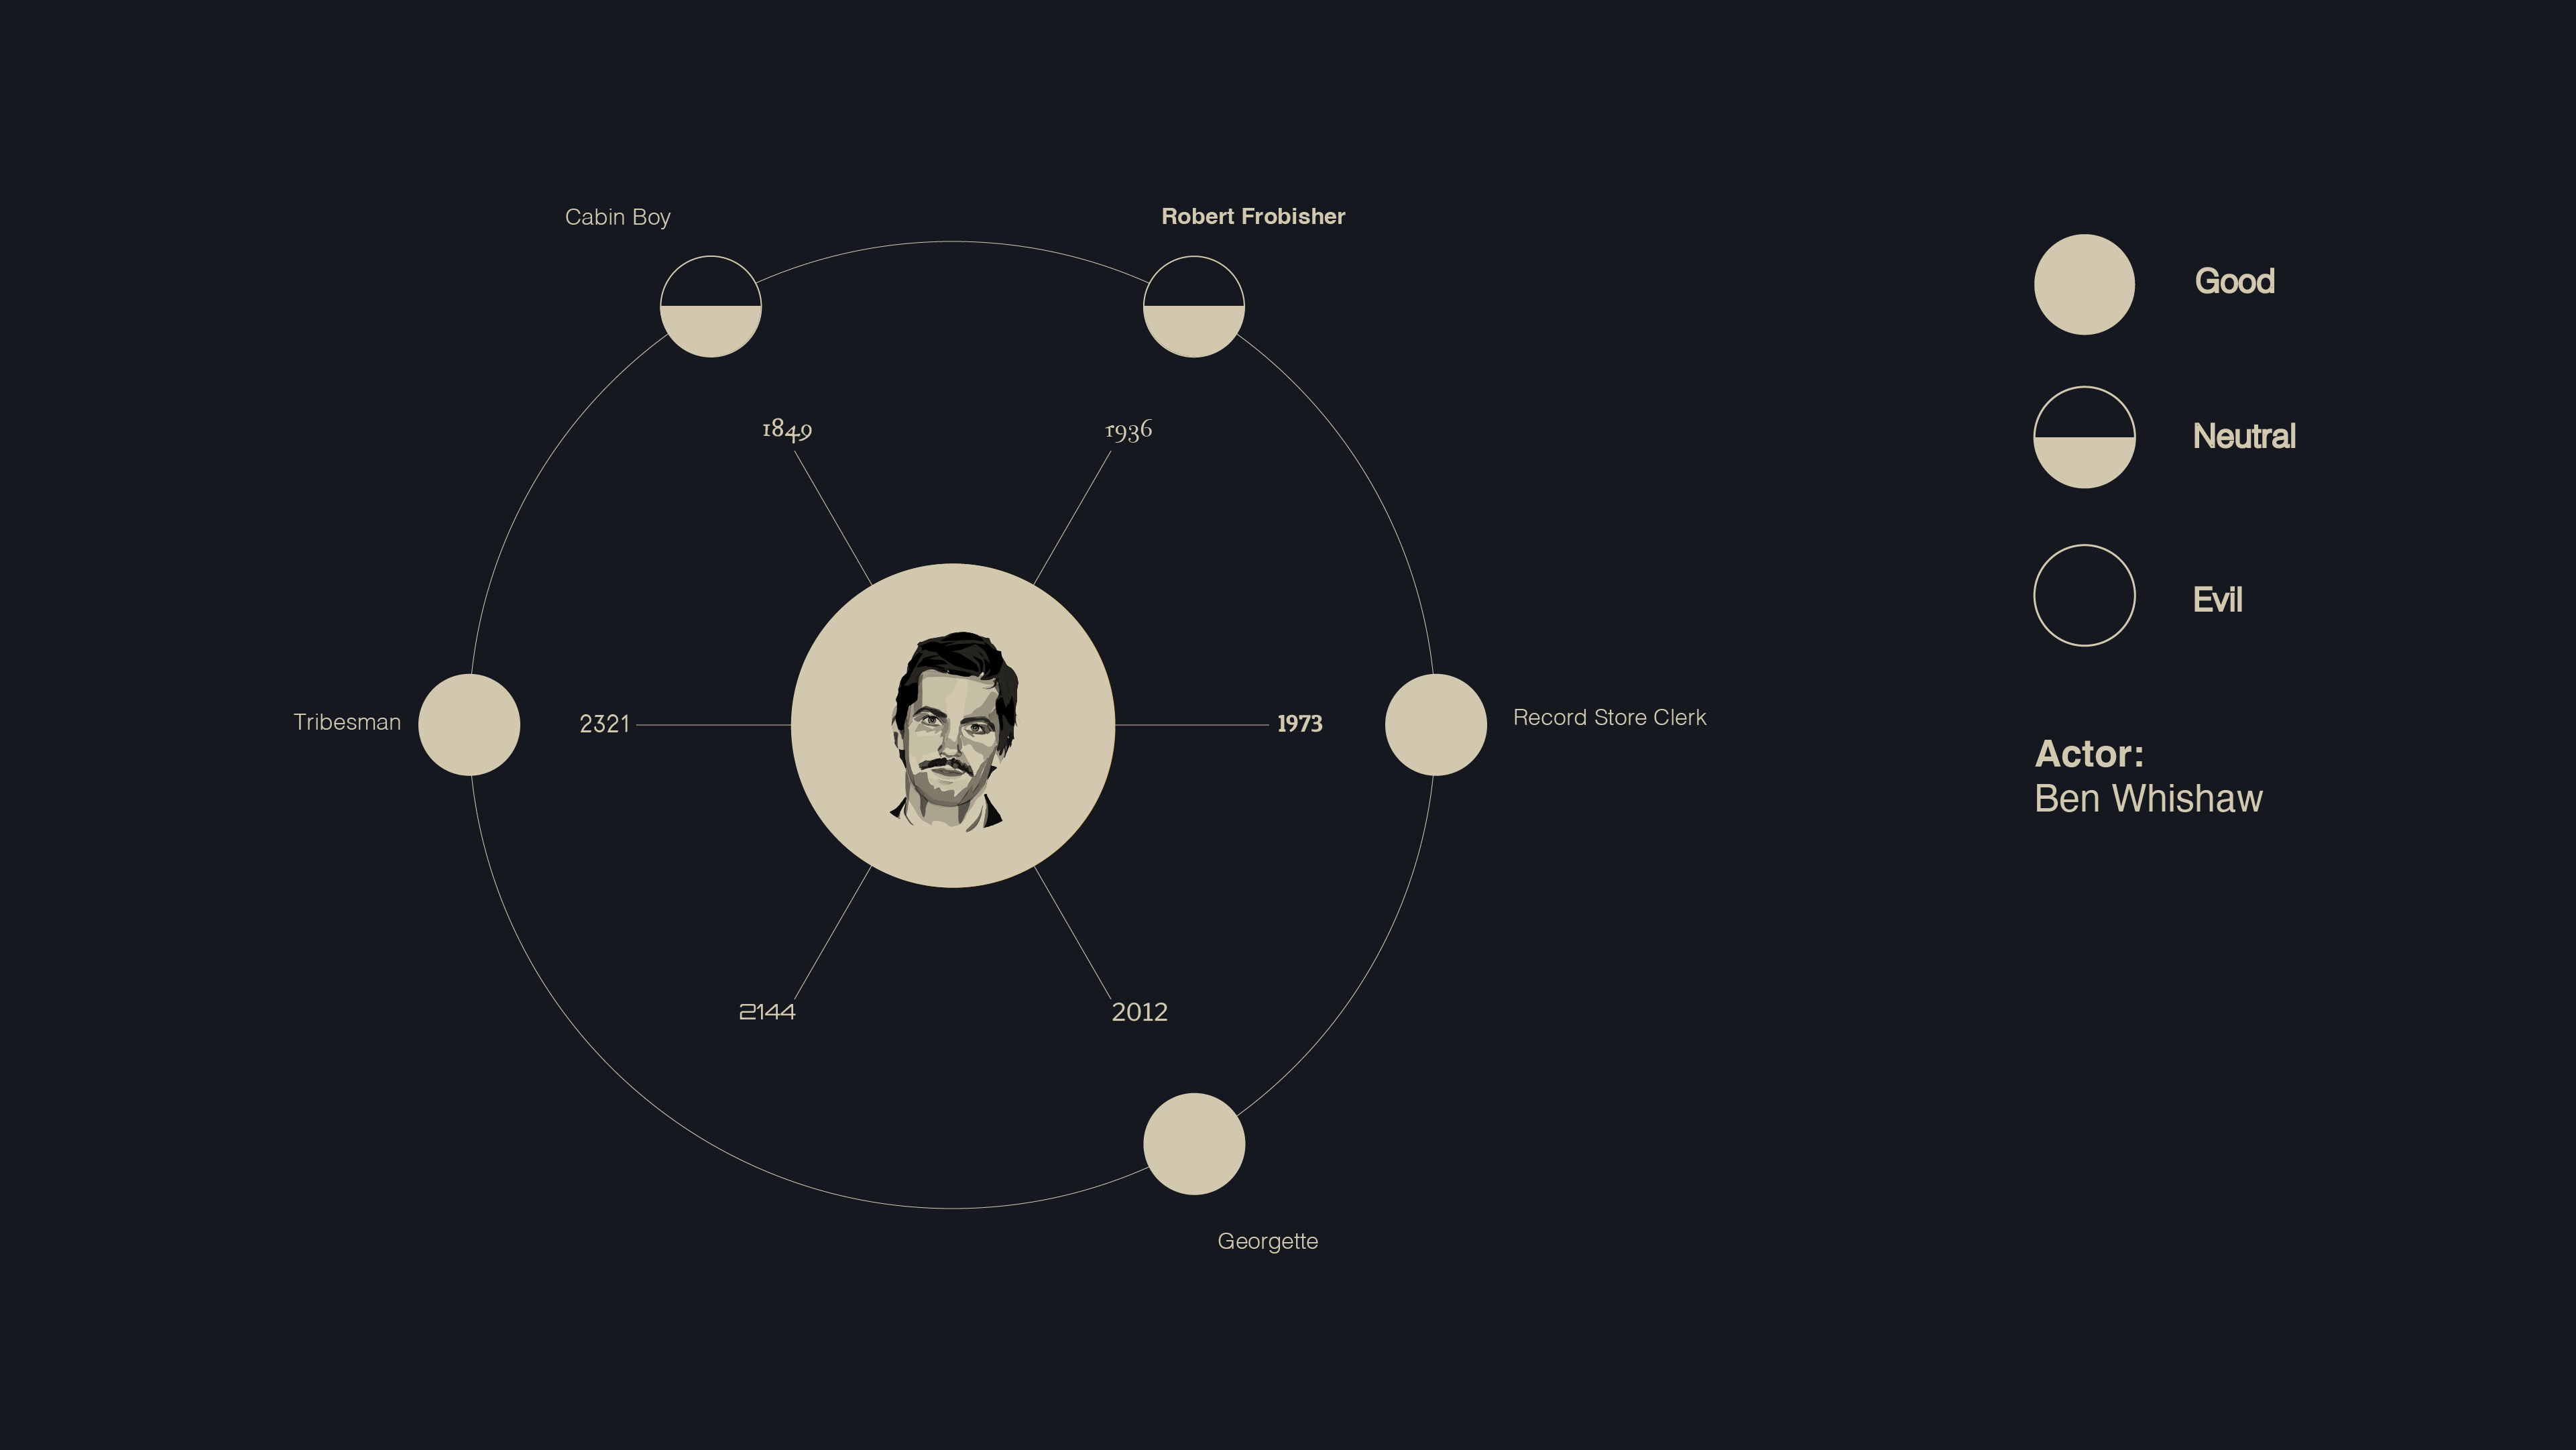 Cabin Boy
Robert Frobisher
1849
1936
Tribesman
2321
1973
Record Store Clerk
2144
2012
Georgette
Good
Neutral
Evil
Actor:
Ben Whishaw